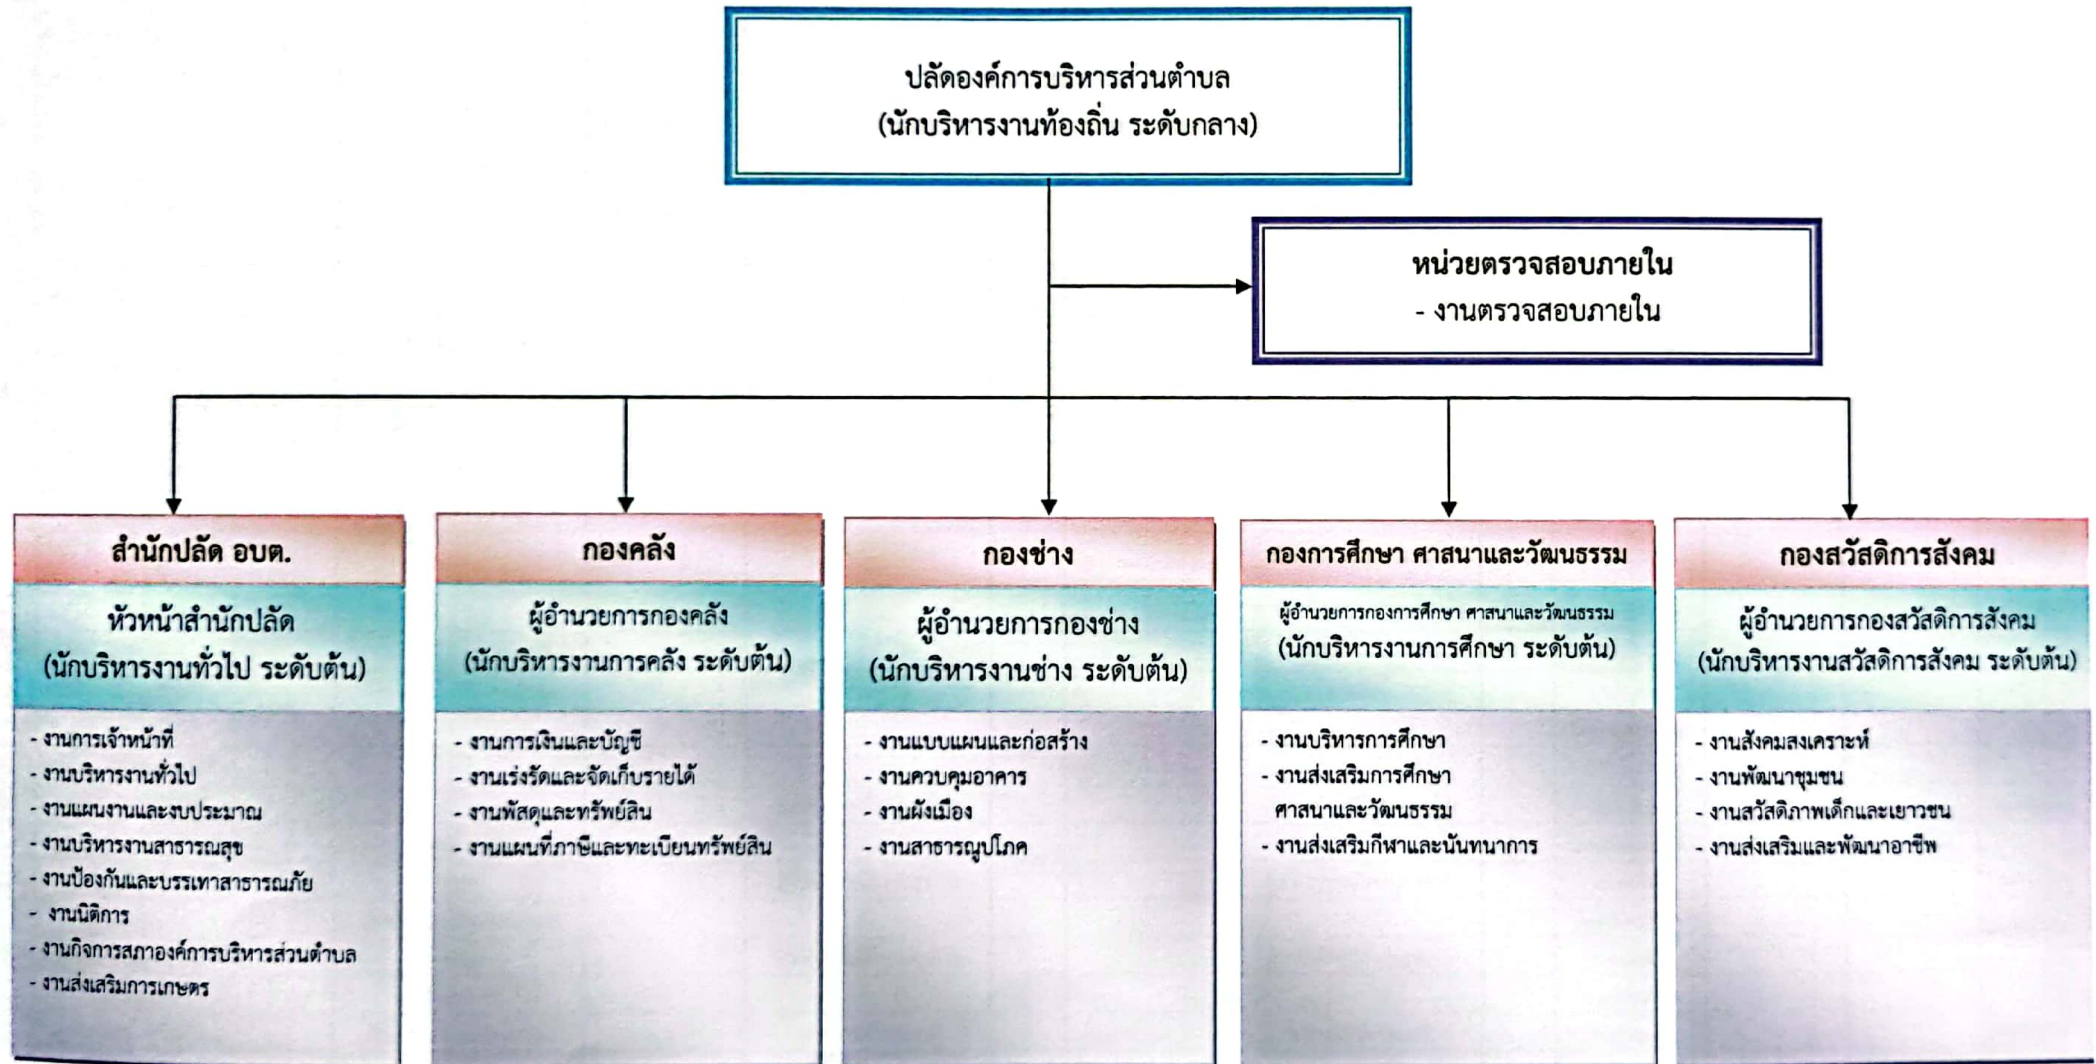 ปลัดองค์การบริหารส่วนตำบล
(นักบริหารงานท้องถิ่น ระดับกลาง)
หน่วยตรวจสอบภายใน
- งานตรวจสอบภายใน
สำนักปลัด อบต.
หัวหน้าสำนักปลัด
(นักบริหารงานทั่วไป ระดับต้น)
- งานการเจ้าหน้าที่
- งานบริหารงานทั่วไป
- งานแผนงานและงบประมาณ
- งานบริหารงานสาธารณสุข
- งานป้องกันและบรรเทาสาธารณภัย
- งานนิติการ
- งานกิจการสภาองค์การบริหารส่วนตำบล
- งานส่งเสริมการเกษตร
กองคลัง
ผู้อำนวยการกองคลัง
(นักบริหารงานการคลัง ระดับต้น)
- งานการเงินและบัญชี
- งานเร่งรัดและจัดเก็บรายได้
- งานพัสดุและทรัพย์สิน
- งานแผนที่ภาษีและทะเบียนทรัพย์สิน
กองช่าง
ผู้อำนวยการกองช่าง
(นักบริหารงานช่าง ระดับต้น)
- งานแบบแผนและก่อสร้าง
- งานควบคุมอาคาร
- งานผังเมือง
- งานสาธารณูปโภค
กองการศึกษา ศาสนาและวัฒนธรรม
ผู้อำนวยการกองการศึกษา ศาสนาและวัฒนธรรม
(นักบริหารงานการศึกษา ระดับต้น)
- งานบริหารการศึกษา
- งานส่งเสริมการศึกษา
ศาสนาและวัฒนธรรม
- งานส่งเสริมกีฬาและนันทนาการ
กองสวัสดิการสังคม
ผู้อำนวยการกองสวัสดิการสังคม
(นักบริหารงานสวัสดิการสังคม ระดับต้น)
- งานสังคมสงเคราะห์
- งานพัฒนาชุมชน
- งานสวัสดิภาพเด็กและเยาวชน
- งานส่งเสริมและพัฒนาอาชีพ